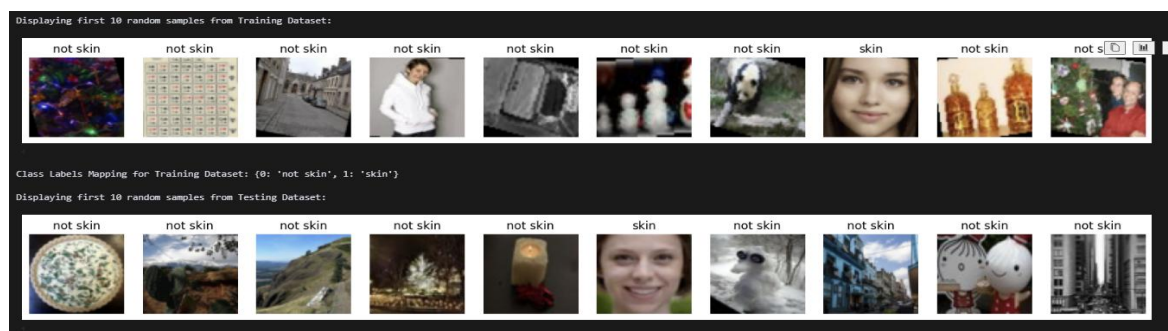 Displaying first 10 random samples from Training Dataset:
not skin not skin not skin not skin not skin not skin not skin skin not skin not s
Class Labels Mapping for Training Dataset: {0: 'not skin', 1: 'skin'}
Displaying first 10 random samples from Testing Dataset:
not skin not skin not skin not skin not skin skin not skin not skin not skin not skin